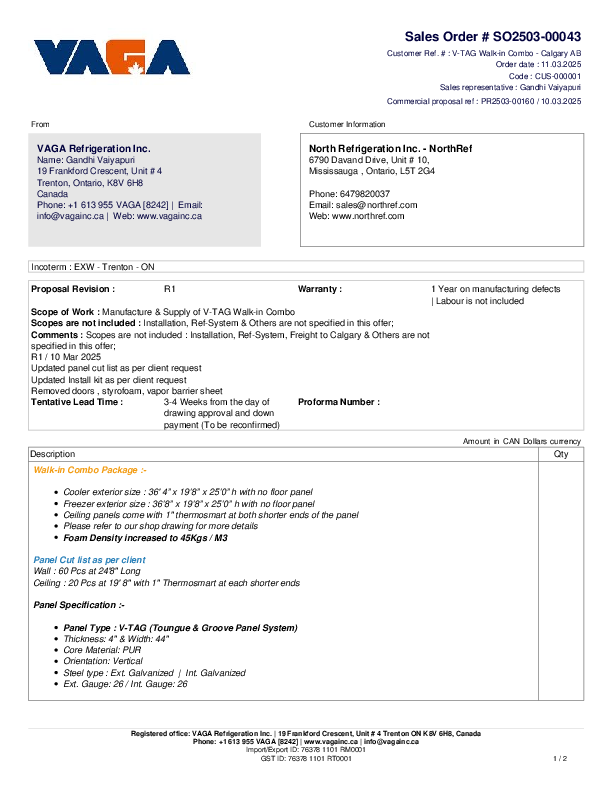 VAGA
Sales Order # SO2503-00043
Customer Ref. # : V-TAG Walk-in Combo - Calgary AB
Order date : 11.03.2025
Code : CUS-000001
Sales representative : Gandhi Vaiyapuri
Commercial proposal ref : PR2503-00160 / 10.03.2025
From
VAGA Refrigeration Inc.
Name: Gandhi Vaiyapuri
19 Frankford Crescent, Unit # 4
Trenton, Ontario, K8V 6H8
Canada
Phone: +1 613 955 VAGA [8242] | Email:
info@vagainc.ca | Web: www.vagainc.ca
Customer Information
North Refrigeration Inc. - NorthRef
6790 Davand Drive, Unit # 10,
Mississauga , Ontario, L5T 2G4
Phone: 6479820037
Email: sales@northref.com
Web: www.northref.com
Incoterm : EXW - Trenton - ON
Proposal Revision : R1 Warranty : 1 Year on manufacturing defects
| Labour is not included
Scope of Work : Manufacture & Supply of V-TAG Walk-in Combo
Scopes are not included : Installation, Ref-System & Others are not specified in this offer;
Comments : Scopes are not included : Installation, Ref-System, Freight to Calgary & Others are not
specified in this offer;
R1 / 10 Mar 2025
Updated panel cut list as per client request
Updated Install kit as per client request
Removed doors , styrofoam, vapor barrier sheet
Tentative Lead Time : 3-4 Weeks from the day of Proforma Number :
drawing approval and down
payment (To be reconfirmed)
Amount in CAN Dollars currency
Description Qty
Walk-in Combo Package :-
• Cooler exterior size : 36' 4" x 19'8" x 25'0" h with no floor panel
• Freezer exterior size : 36'8" x 19'8" x 25'0" h with no floor panel
• Ceiling panels come with 1" thermosmart at both shorter ends of the panel
• Please refer to our shop drawing for more details
• Foam Density increased to 45Kgs / M3
Panel Cut list as per client
Wall : 60 Pcs at 24'8" Long
Ceiling : 20 Pcs at 19' 8" with 1" Thermosmart at each shorter ends
Panel Specification :-
• Panel Type : V-TAG (Toungue & Groove Panel System)
• Thickness: 4" & Width: 44"
• Core Material: PUR
• Orientation: Vertical
• Steel type : Ext. Galvanized | Int. Galvanized
• Ext. Gauge: 26 / Int. Gauge: 26
Registered office: VAGA Refrigeration Inc. | 19 Frankford Crescent, Unit # 4 Trenton ON K8V 6H8, Canada
Phone: +1 613 955 VAGA [8242] | www.vagainc.ca | info@vagainc.ca
Import/Export ID: 76378 1101 RM0001
GST ID: 76378 1101 RT0001
1 / 2